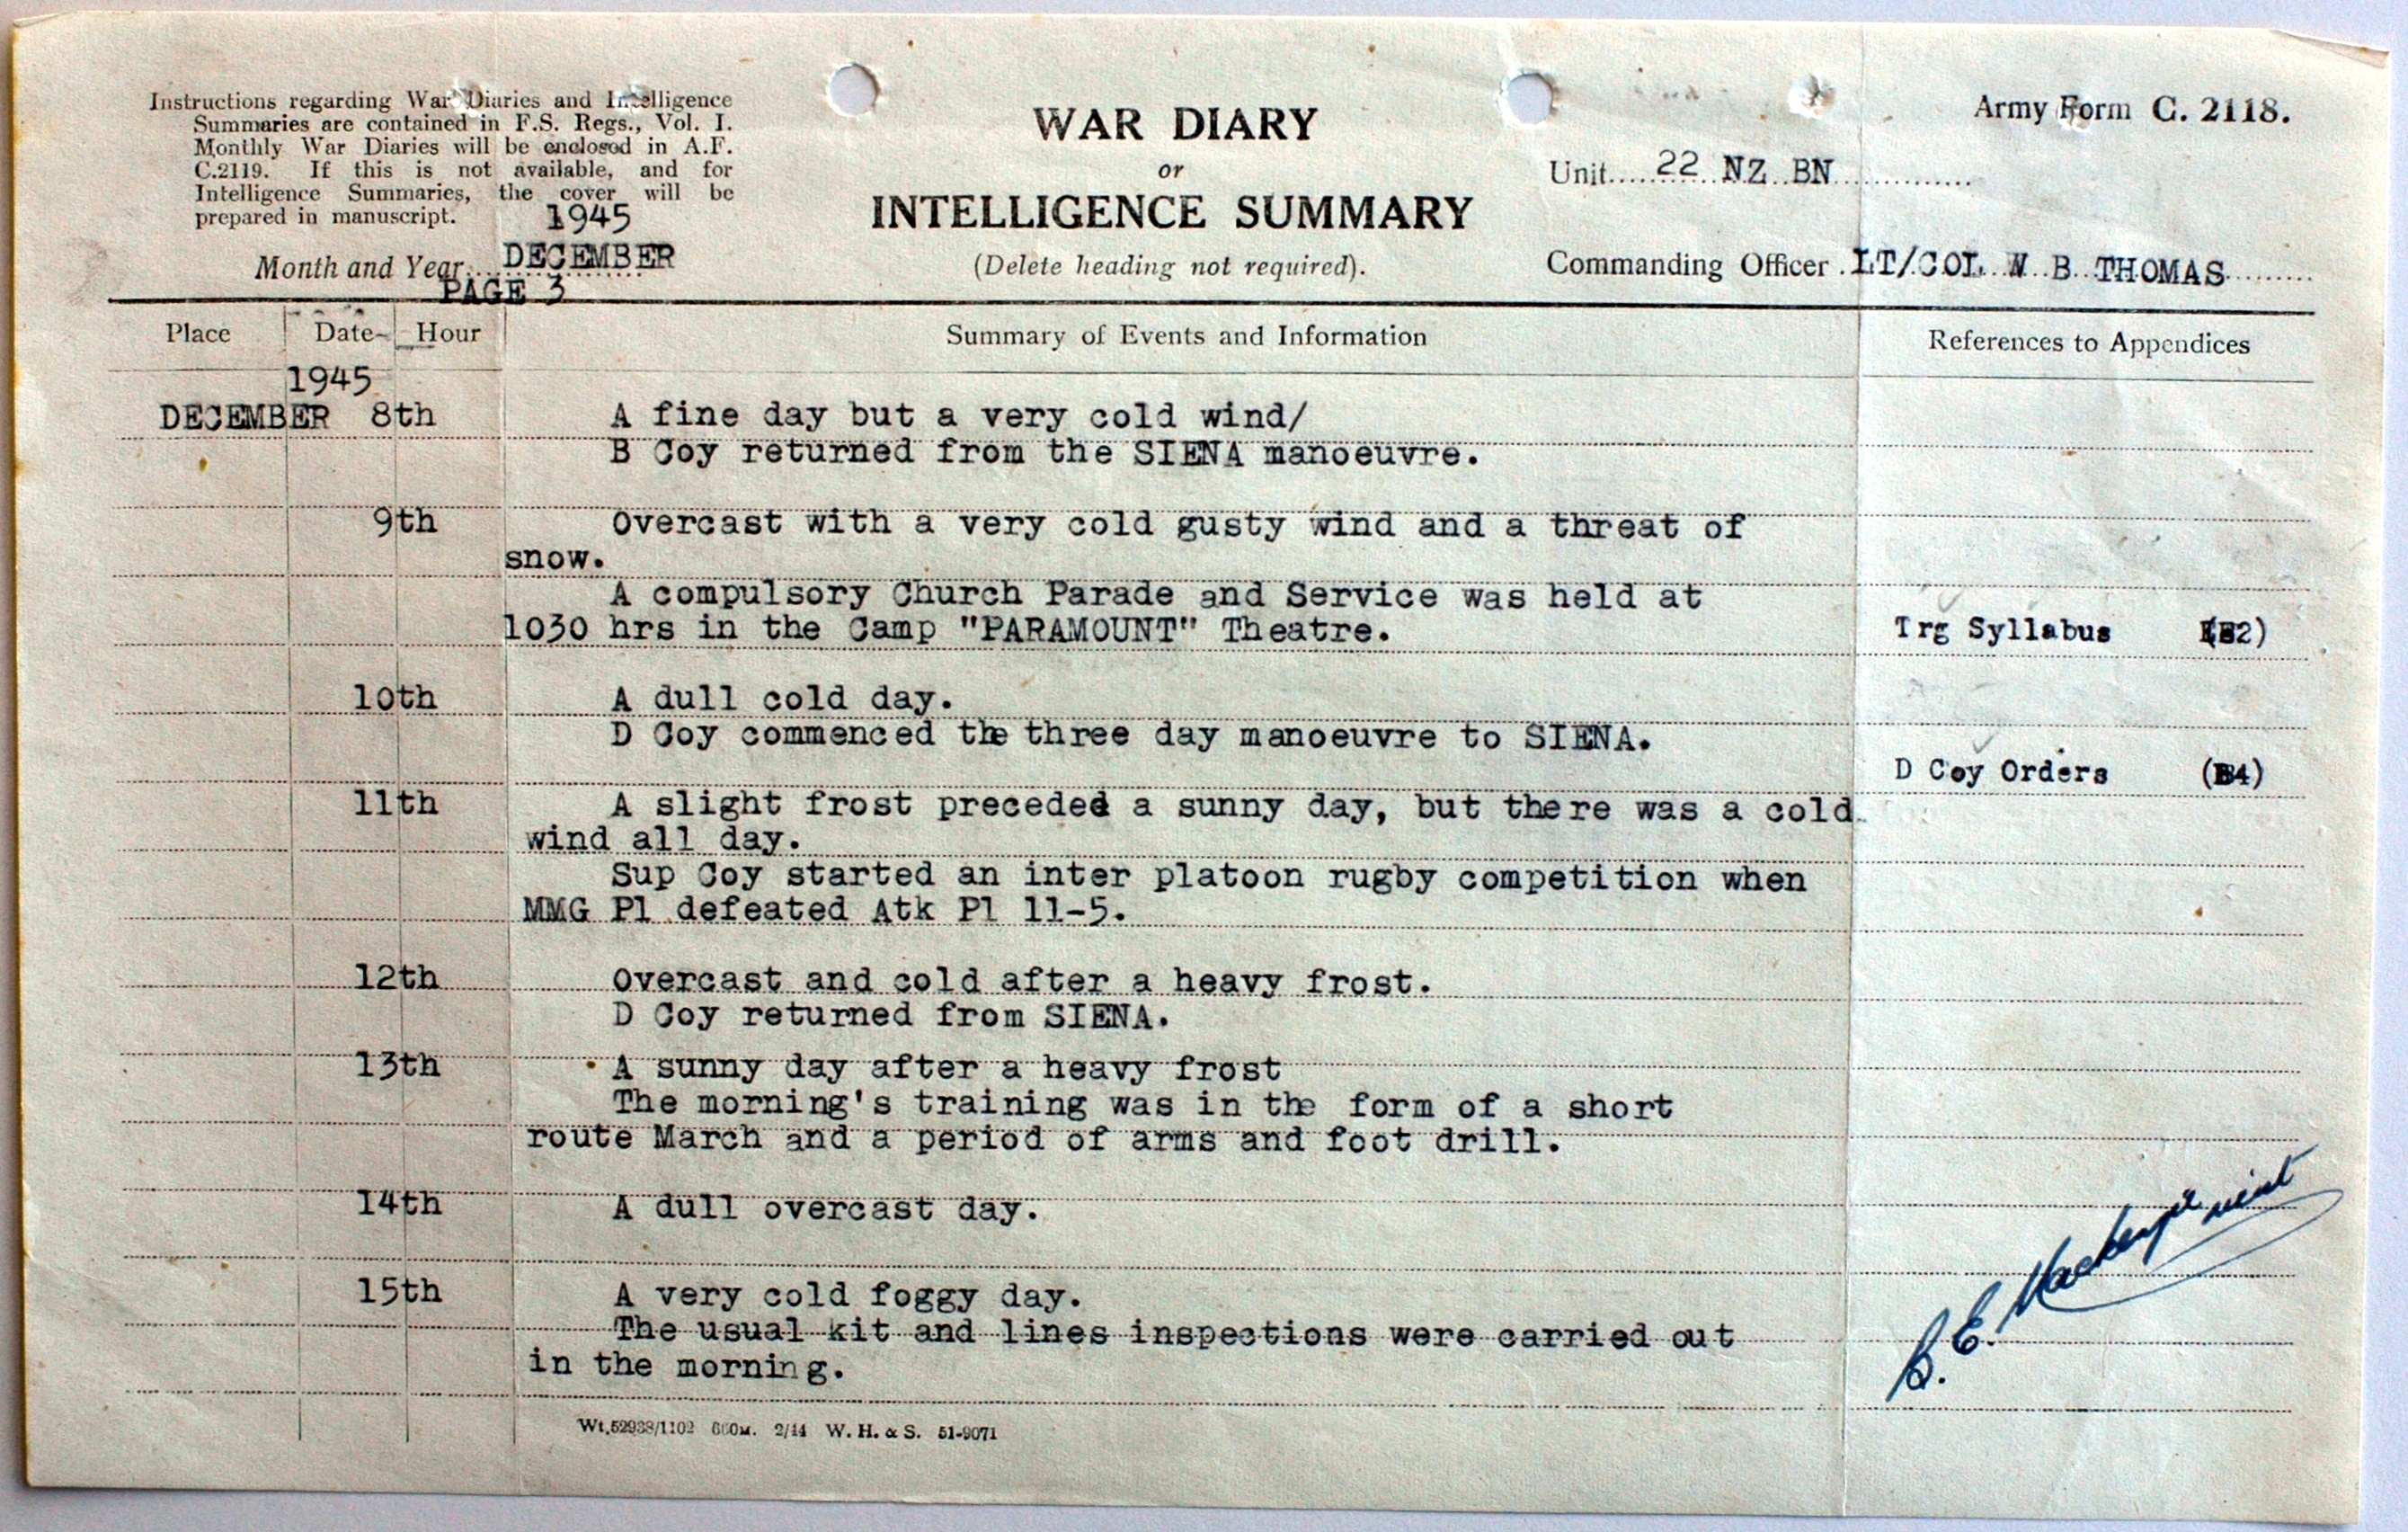 Instructions regarding War Diaries and Intelligence
Summaries are contained in F.S. Regs., Vol. I.
Monthly War Diaries will be enclosed in A.F.
C.2119. If this is not available, and for
Intelligence Summaries, the cover will be
prepared in manuscript.
1945
Month and Year DECEMBER
PAGE 3
WAR DIARY
or
INTELLIGENCE SUMMARY
(Delete heading not required).
Army Form C. 2118.
Unit 22 NZ BN
Commanding Officer LT/COL W B THOMAS
Place Date Hour Summary of Events and Information References to Appendices
1945
DECEMBER 8th A fine day but a very cold wind/
B Coy returned from the SIENA manoeuvre.
9th Overcast with a very cold gusty wind and a threat of
snow.
A compulsory Church Parade and Service was held at
1030 hrs in the Camp "PARAMOUNT" Theatre. Trg Syllabus
10th A dull cold day.
D Coy commenced the three day manoeuvre to SIENA.
D Coy Orders (B4)
11th A slight frost preceded a sunny day, but there was a cold
wind all day.
Sup Coy started an inter platoon rugby competition when
MMG Pl defeated Atk Pl 11-5.
12th Overcast and cold after a heavy frost.
D Coy returned from SIENA.
13th A sunny day after a heavy frost
The morning's training was in the form of a short
route March and a period of arms and foot drill.
14th A dull overcast day.
15th A very cold foggy day.
The usual kit and lines inspections were carried out
in the morning.
Mackenzie
Wt.52938/1102 600M. 2/44 W. H. & S. 51-9071